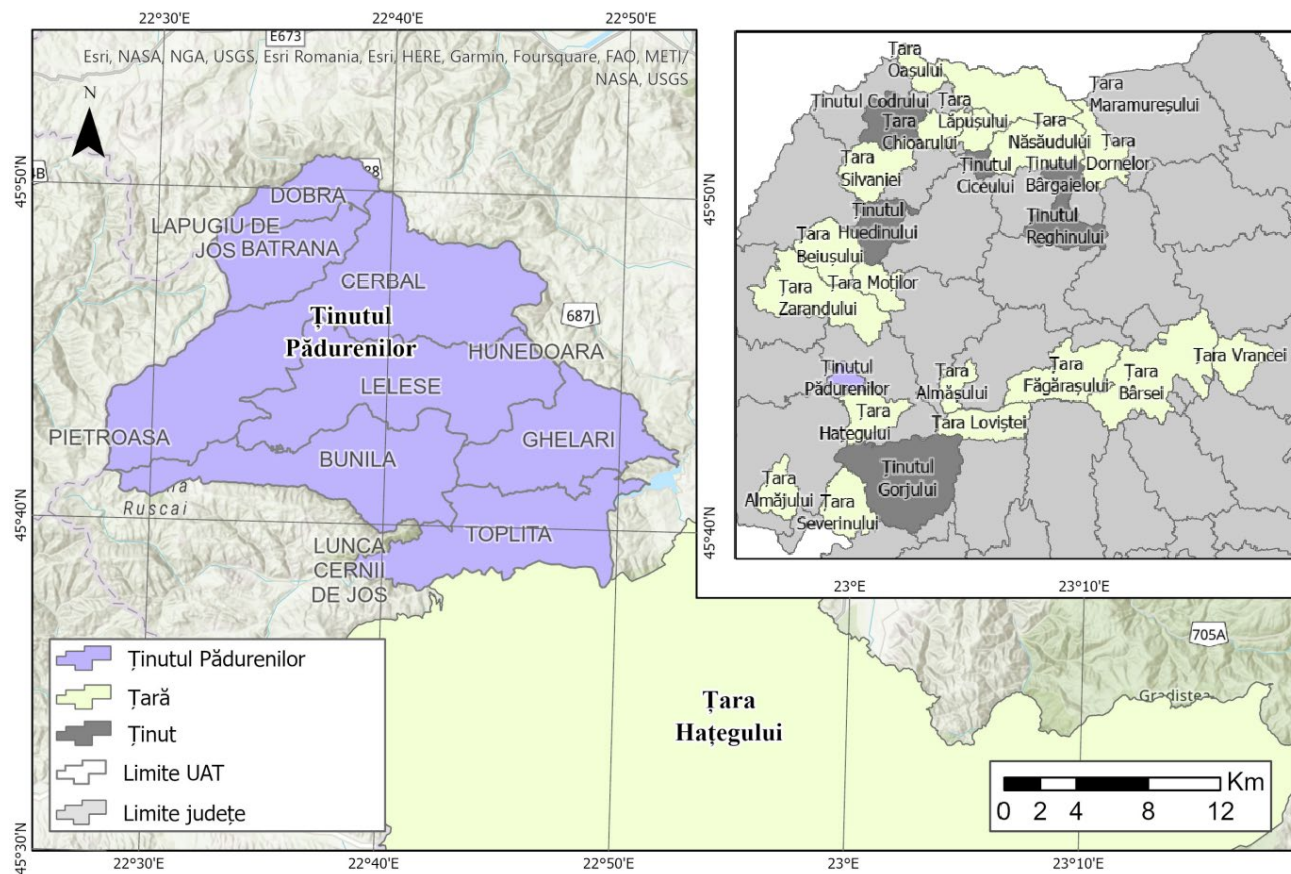 22°30'E
22°40'E
22°50'E
E673
Esri, NASA, NGA, USGS, Esri Romania, Esri, HERE, Garmin, Foursquare, FAO, METI/
NASA, USGS
N
45°50'N
45°40'N
45°30'N
4B
88
DOBRA
LAPUGIU DE
JOS
BATRANA
CERBAL
687J
Ținutul
Pădurenilor
HUNEDOARA
LELESE
PIETROASA
BUNILA
GHELARI
Ruscai
TOPLITA
LUNCA
CERNII
DE JOS
Țara
Hațegului
705A
Gradistea
Țara
Oașului
Țara
Maramureșului
Ținutul Codrului
Țara
Lăpușului
Țara
Chioarului
Țara
Năsăudului
Țara
Dornelor
Țara
Silvaniei
Ținutul
Ciceului
Ținutul
Bârgaielor
Ținutul
Huedinului
Ținutul
Reghinului
Țara
Beiușului
Țara Moților
Țara
Zarandului
Ținutul
Pădurenilor
Țara
Almășului
Țara
Făgărașului
Țara
Bârsei
Țara Vrancei
Țara
Hațegului
Țara Loviștei
Ținutul
Gorjului
Țara
Almăjului
Țara
Severinului
45°50'N
45°40'N
23°E
23°10'E
Ținutul Pădurenilor
Țară
Ținut
Limite UAT
Limite județe
Km
0 2 4 8 12
22°30'E
22°40'E
22°50'E
23°E
23°10'E